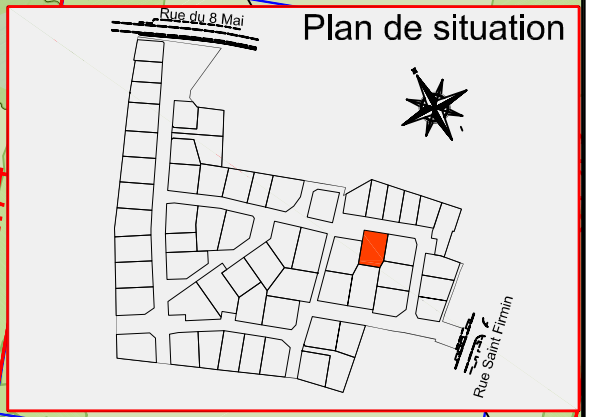 Plan de situation
Rue du 8 Mai
Rue Saint Firmin